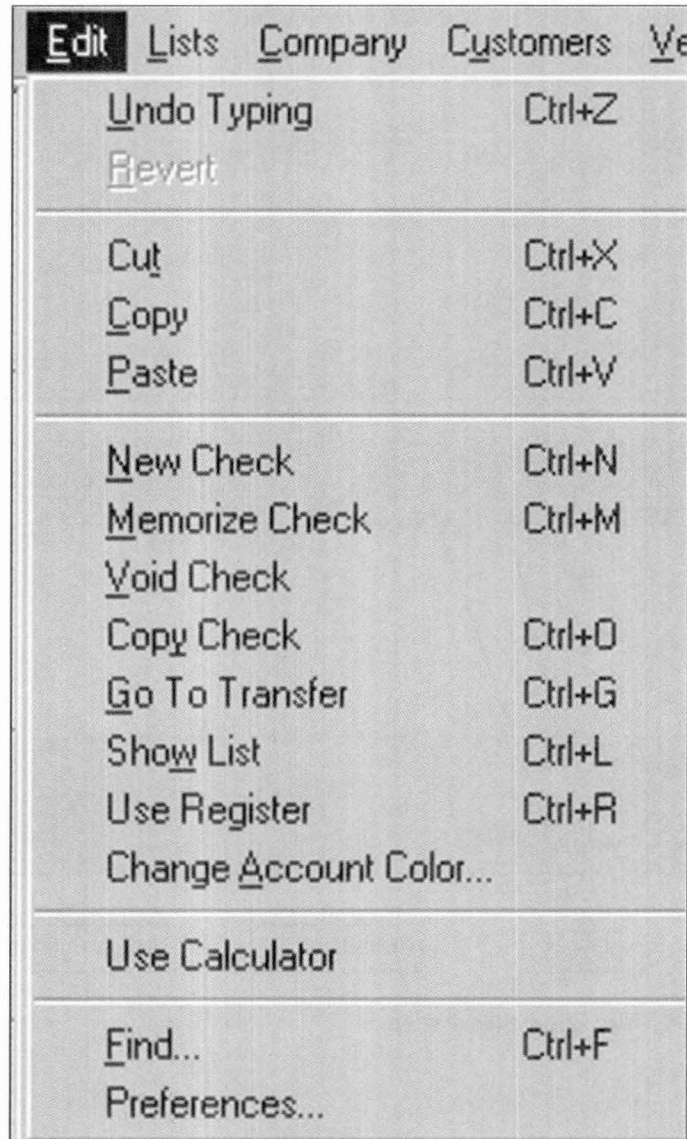 Edit Lists Company Customers Ve
Undo Typing Ctrl+Z
Revert
Cut Ctrl+X
Copy Ctrl+C
Paste Ctrl+V
New Check Ctrl+N
Memorize Check Ctrl+M
Void Check
Copy Check Ctrl+O
Go To Transfer Ctrl+G
Show List Ctrl+L
Use Register Ctrl+R
Change Account Color...
Use Calculator
Find... Ctrl+F
Preferences...